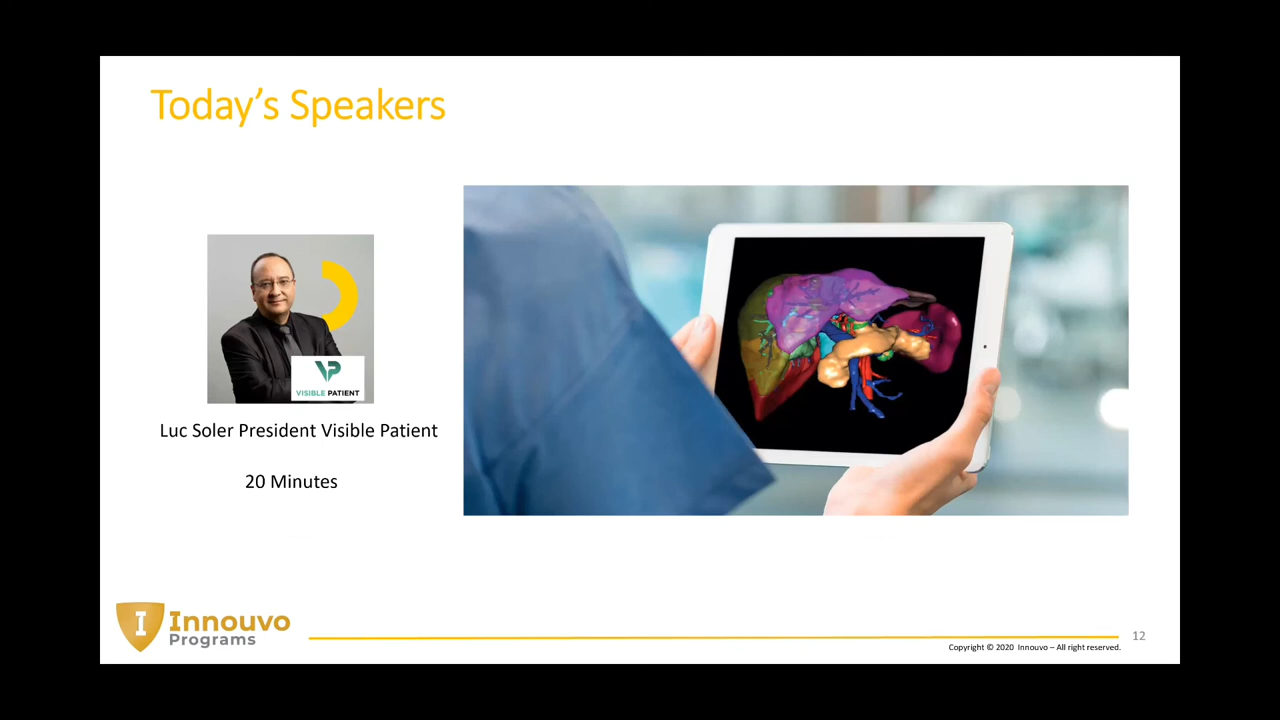 Today's Speakers
VP
VISIBLE PATIENT
Luc Soler President Visible Patient
20 Minutes
I
Innouvo
Programs
12
Copyright © 2020 Innouvo – All right reserved.